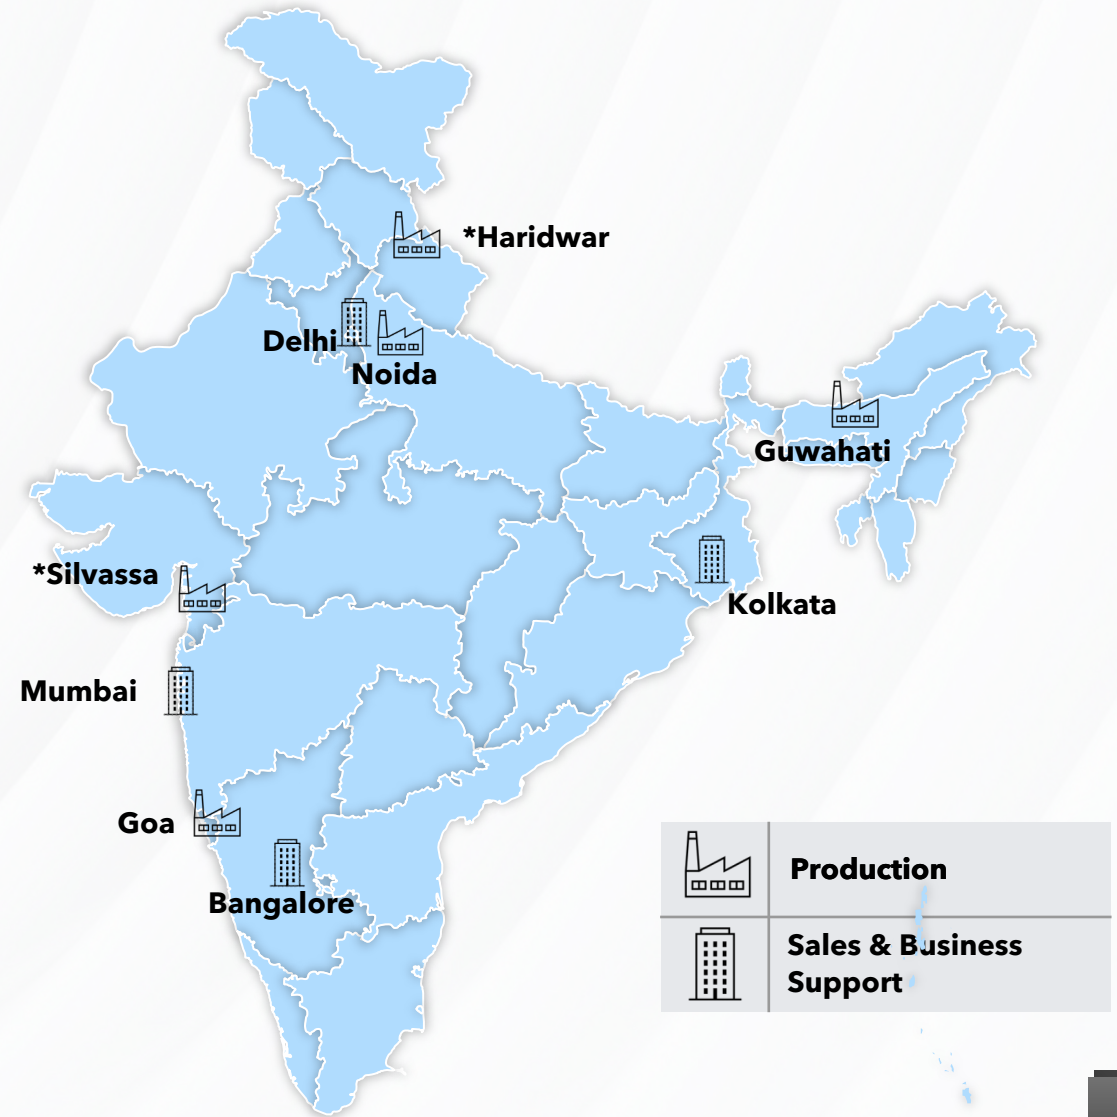 *Haridwar
Delhi
Noida
Guwahati
*Silvassa
Kolkata
Mumbai
Goa
Bangalore
Production
Sales & Business
Support